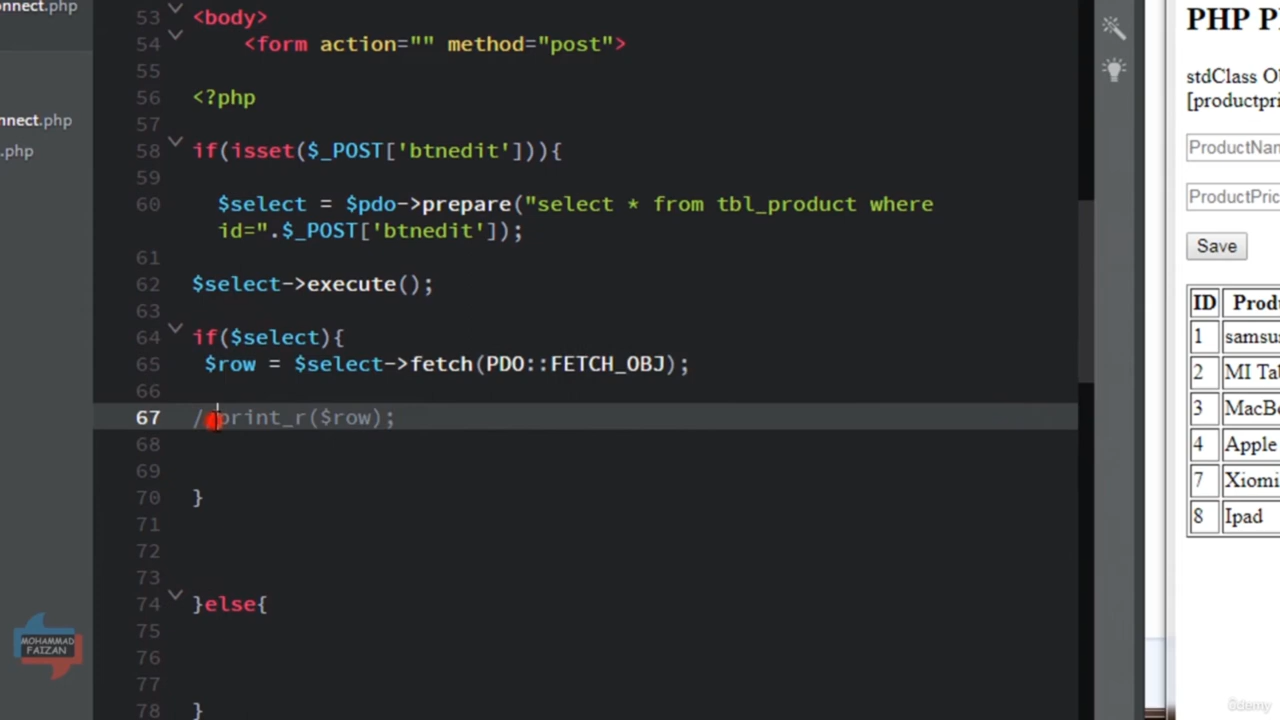 onnect.php
nnect.php
.php
53 <body>
54 <form action="" method="post">
55
56 <?php
57
58 if(isset($_POST['btnedit'])){
59
60 $select = $pdo->prepare("select * from tbl_product where
id=".$_POST['btnedit']);
61
62 $select->execute();
63
64 if($select){
65 $row = $select->fetch(PDO::FETCH_OBJ);
66
67 //print_r($row);
68
69
70 }
71
72
73
74 }else{
75
76
77
78 }
PHP P
stdClass O
[productpri
ProductNam
ProductPric
Save
ID Produ
1 samsu
2 MI Ta
3 MacBo
4 Apple
7 Xiomi
8 Ipad
MOHAMMAD
FAIZAN
ûdemy